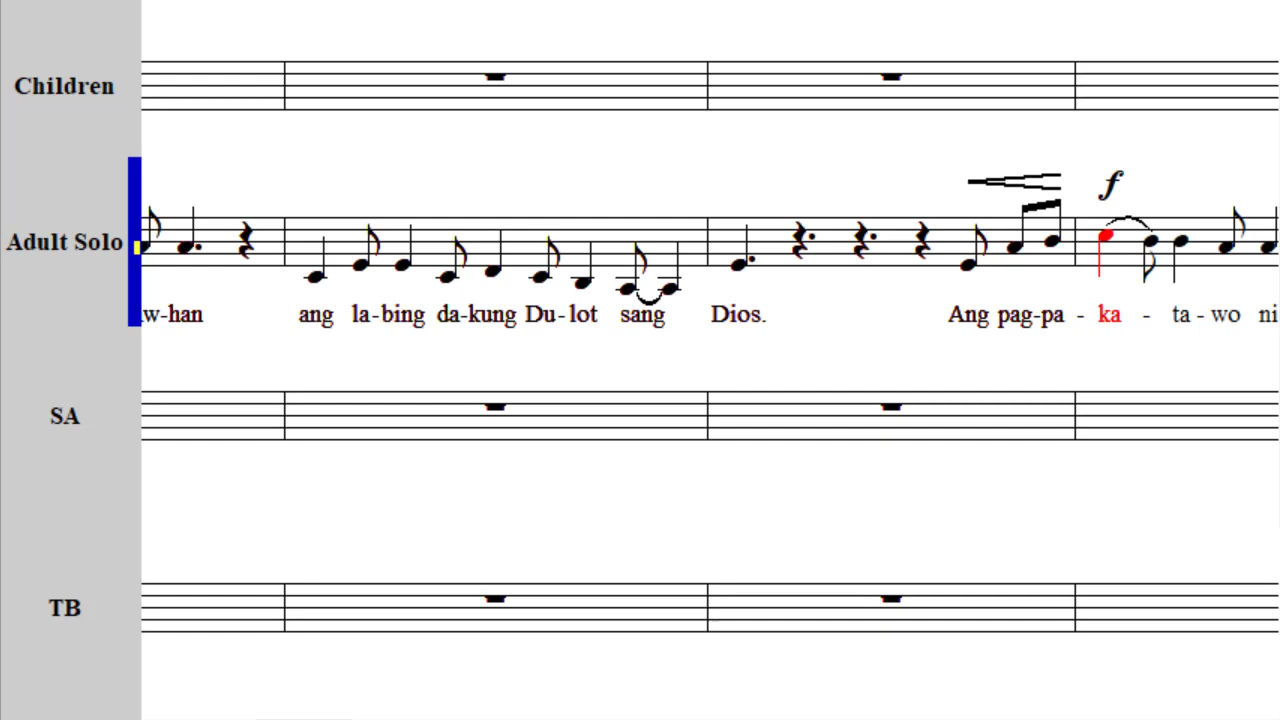 Children
f
Adult Solo
w-han ang la-bing da-kung Du-lot sang Dios. Ang pag-pa - ka - ta - wo ni
SA
TB